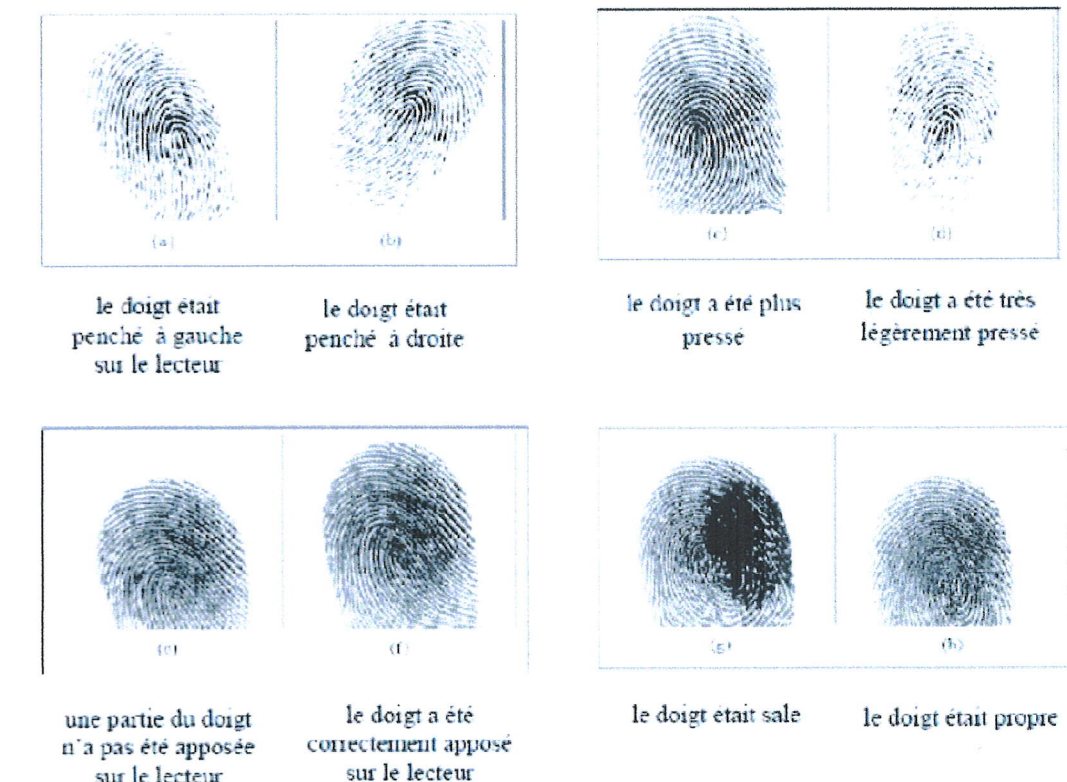 (a)
(b)
le doigt était
penché à gauche
sur le lecteur
le doigt était
penché à droite
(c)
(d)
le doigt a été plus
pressé
le doigt a été très
légèrement pressé
(e)
(f)
une partie du doigt
n'a pas été apposée
sur le lecteur
le doigt a été
correctement apposé
sur le lecteur
(g)
(h)
le doigt était sale
le doigt était propre